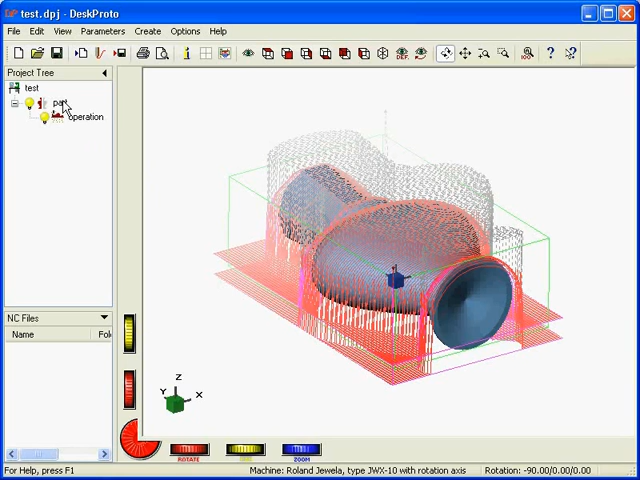 test.dpj - DeskProto
File Edit View Parameters Create Options Help
Project Tree
test
part
operation
NC Files
Name Fol
Z
Y X
ROTATE ZOOM
For Help, press F1 Machine: Roland Jewela, type JWX-10 with rotation axis Rotation: -90.00/0.00/0.00